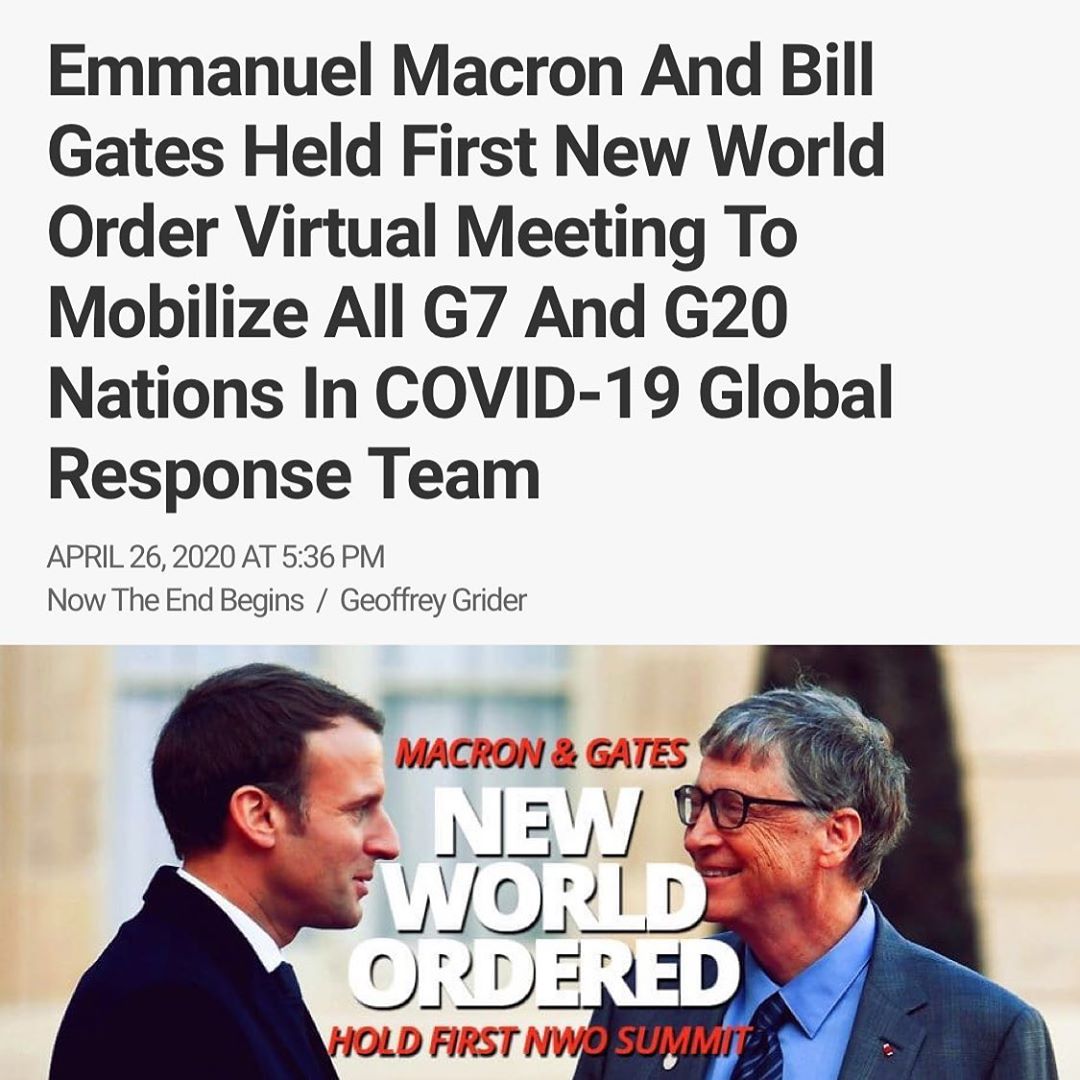 Emmanuel Macron And Bill
Gates Held First New World
Order Virtual Meeting To
Mobilize All G7 And G20
Nations In COVID-19 Global
Response Team
APRIL 26, 2020 AT 5:36 PM
Now The End Begins / Geoffrey Grider
MACRON & GATES
NEW
WORLD
ORDERED
HOLD FIRST NWO SUMMIT